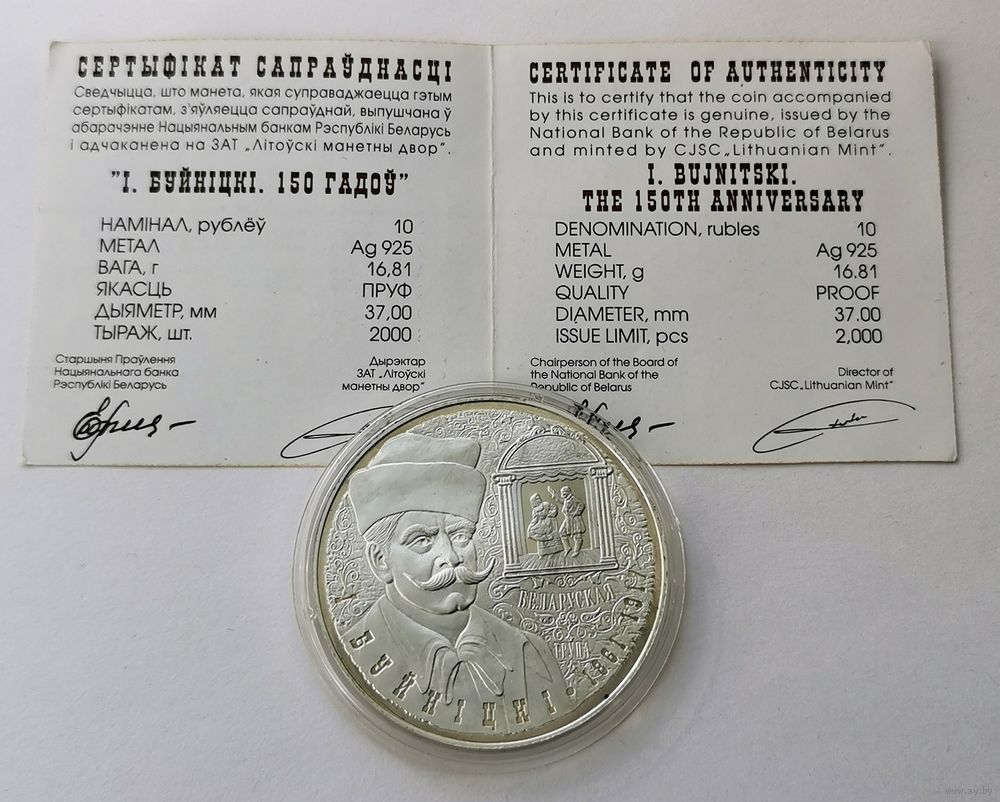 СЕРТЫФІКАТ САПРАЎДНАСЦІ
Сведчыцца, што манета, якая суправаджаецца гэтым
сертыфікатам, з'яўляецца сапраўднай, выпушчана ў
абарачэнне Нацыянальным банкам Рэспублікі Беларусь
і адчаканена на ЗАТ „Літоўскі манетны двор".
"І. БУЙНІЦКІ. 150 ГАДОЎ"
НАМІНАЛ, рублёў 10
МЕТАЛ Ag 925
ВАГА, г 16,81
ЯКАСЦЬ ПРУФ
ДЫЯМЕТР, мм 37,00
ТЫРАЖ, шт. 2000
Старшыня Праўлення
Нацыянальнага банка
Рэспублікі Беларусь
Дырэктар
ЗАТ „Літоўскі
манетны двор"
CERTIFICATE OF AUTHENTICITY
This is to certify that the coin accompanied
by this certificate is genuine, issued by the
National Bank of the Republic of Belarus
and minted by CJSC„Lithuanian Mint".
I. BUJNITSKI.
THE 150TH ANNIVERSARY
DENOMINATION, rubles 10
METAL Ag 925
WEIGHT, g 16.81
QUALITY PROOF
DIAMETER, mm 37.00
ISSUE LIMIT, pcs 2,000
Chairperson of the Board of
the National Bank of the
Republic of Belarus
Director of
CJSC„Lithuanian Mint"
БЕЛАРУСКАЯ
ТРУПА
І. БУЙНІЦКІ • 1861
www.ay.by